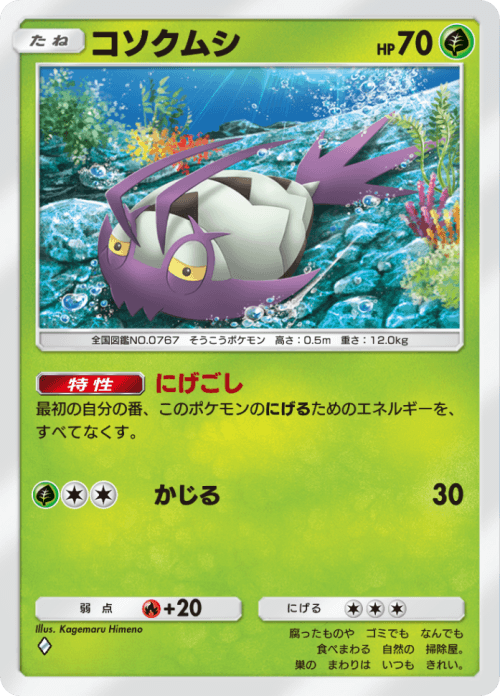 たね コソクムシ HP70
全国図鑑NO.0767 そうこうポケモン 高さ:0.5m 重さ:12.0kg
特性 にげごし
最初の自分の番、このポケモンのにげるためのエネルギーを、
すべてなくす。
かじる 30
弱点 +20 にげる
Illus. Kagemaru Himeno
腐ったものや ゴミでも なんでも
食べまわる 自然の 掃除屋。
巣の まわりは いつも きれい。